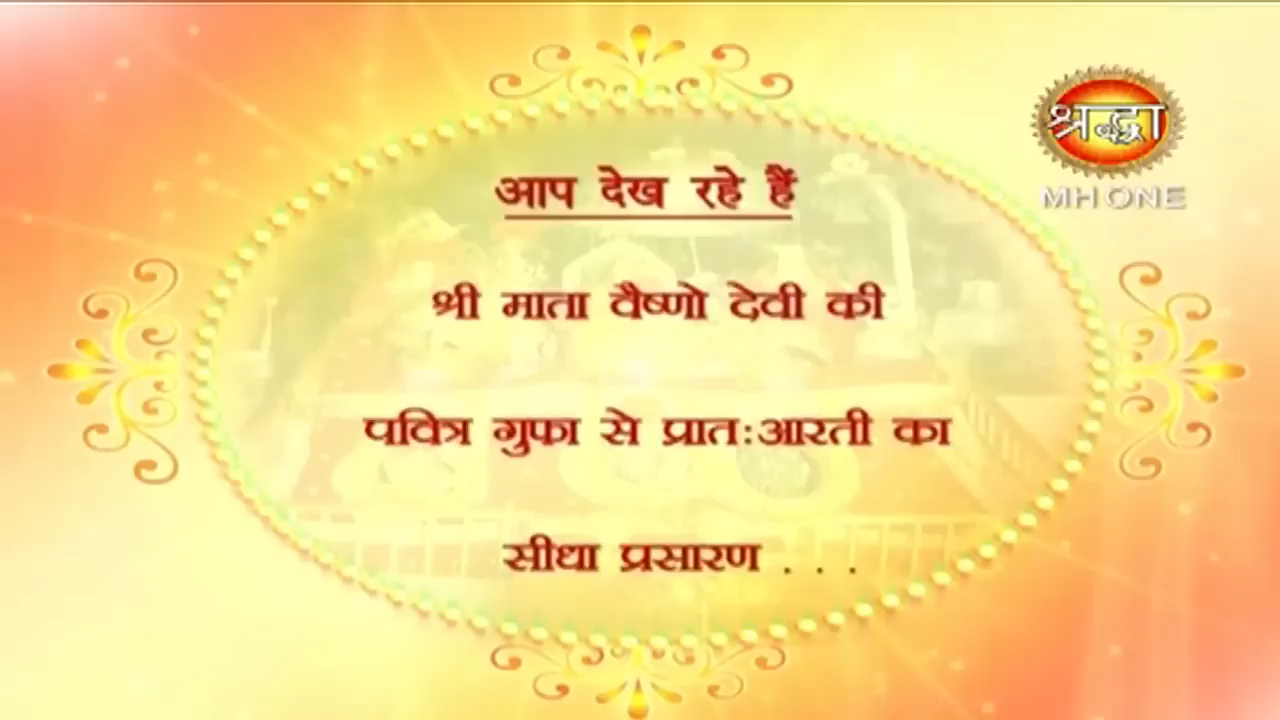 श्रद्धा
MH ONE
आप देख रहे हैं
श्री माता वैष्णो देवी की
पवित्र गुफा से प्रातःआरती का
सीधा प्रसारण . . .